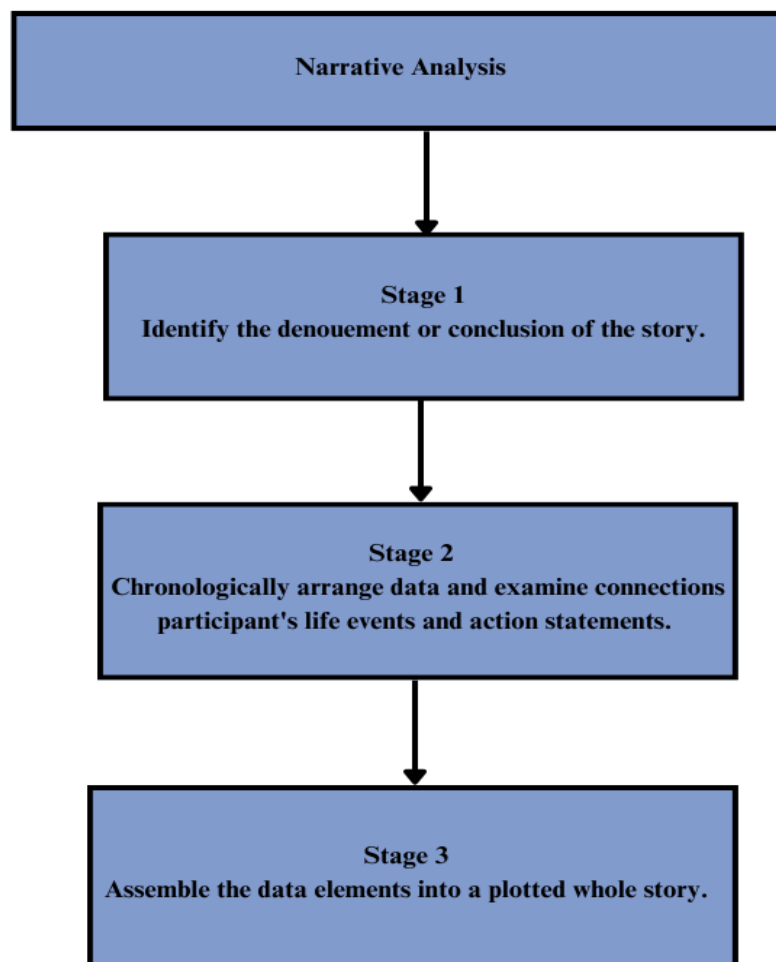 Narrative Analysis
Stage 1
Identify the denouement or conclusion of the story.
Stage 2
Chronologically arrange data and examine connections
participant's life events and action statements.
Stage 3
Assemble the data elements into a plotted whole story.